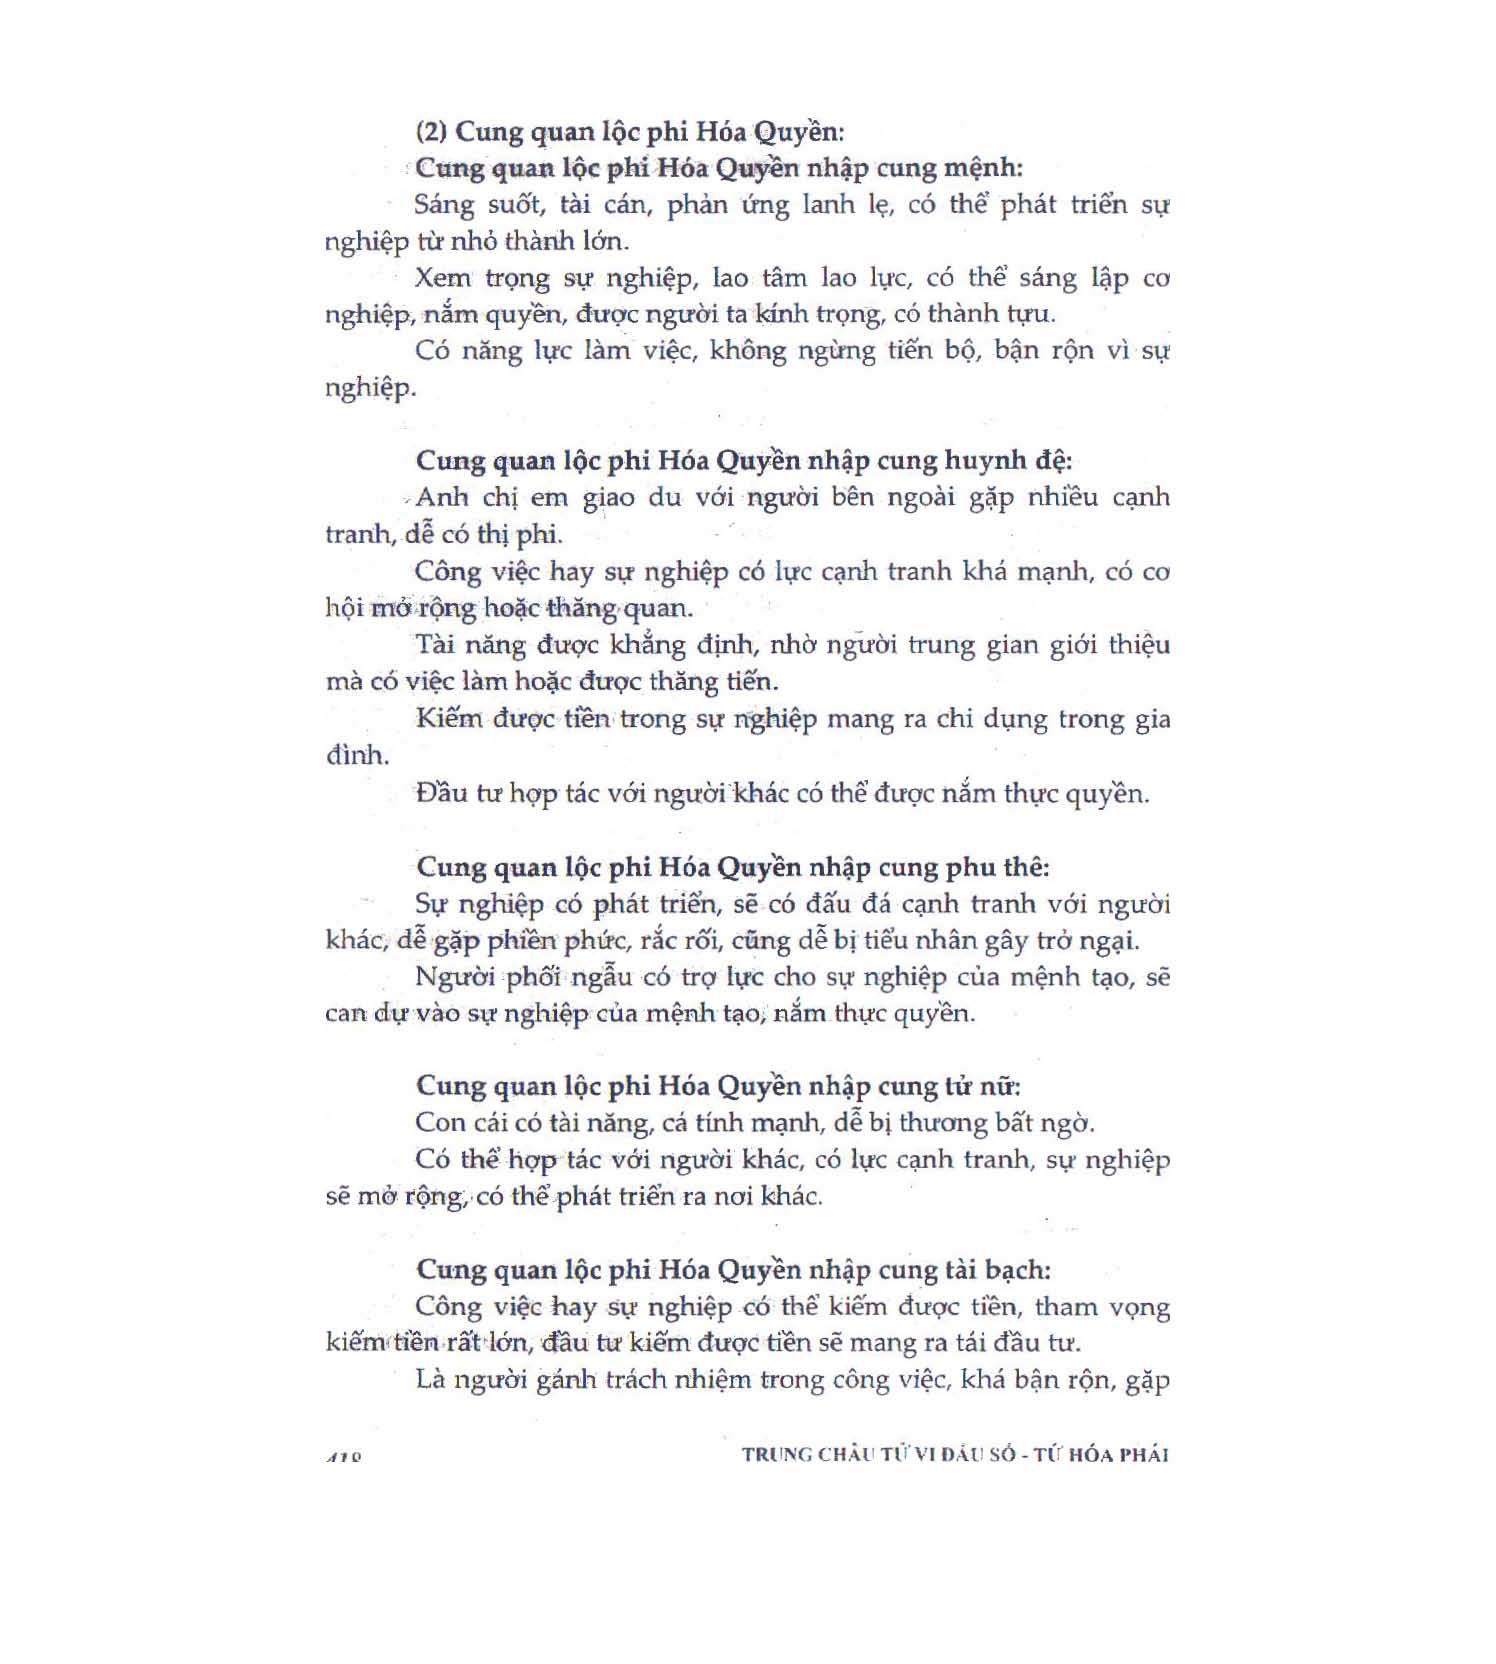 (2) Cung quan lộc phi Hóa Quyền:
Cung quan lộc phi Hóa Quyền nhập cung mệnh:
Sáng suốt, tài cán, phản ứng lanh lẹ, có thể phát triển sự
nghiệp từ nhỏ thành lớn.
Xem trọng sự nghiệp, lao tâm lao lực, có thể sáng lập cơ
nghiệp, nắm quyền, được người ta kính trọng, có thành tựu.
Có năng lực làm việc, không ngừng tiến bộ, bận rộn vì sự
nghiệp.
Cung quan lộc phi Hóa Quyền nhập cung huynh đệ:
Anh chị em giao du với người bên ngoài gặp nhiều cạnh
tranh, dễ có thị phi.
Công việc hay sự nghiệp có lực cạnh tranh khá mạnh, có cơ
hội mở rộng hoặc thăng quan.
Tài năng được khẳng định, nhờ người trung gian giới thiệu
mà có việc làm hoặc được thăng tiến.
Kiếm được tiền trong sự nghiệp mang ra chi dụng trong gia
đình.
Đầu tư hợp tác với người khác có thể được nắm thực quyền.
Cung quan lộc phi Hóa Quyền nhập cung phu thê:
Sự nghiệp có phát triển, sẽ có đấu đá cạnh tranh với người
khác, dễ gặp phiền phức, rắc rối, cũng dễ bị tiểu nhân gây trở ngại.
Người phối ngẫu có trợ lực cho sự nghiệp của mệnh tạo, sẽ
can dự vào sự nghiệp của mệnh tạo, nắm thực quyền.
Cung quan lộc phi Hóa Quyền nhập cung tử nữ:
Con cái có tài năng, cá tính mạnh, dễ bị thương bất ngờ.
Có thể hợp tác với người khác, có lực cạnh tranh, sự nghiệp
sẽ mở rộng, có thể phát triển ra nơi khác.
Cung quan lộc phi Hóa Quyền nhập cung tài bạch:
Công việc hay sự nghiệp có thể kiếm được tiền, tham vọng
kiếm tiền rất lớn, đầu tư kiếm được tiền sẽ mang ra tái đầu tư.
Là người gánh trách nhiệm trong công việc, khá bận rộn, gặp
TRUNG CHÂU TỬ VI ĐẨU SỐ - TỨ HÓA PHÁI